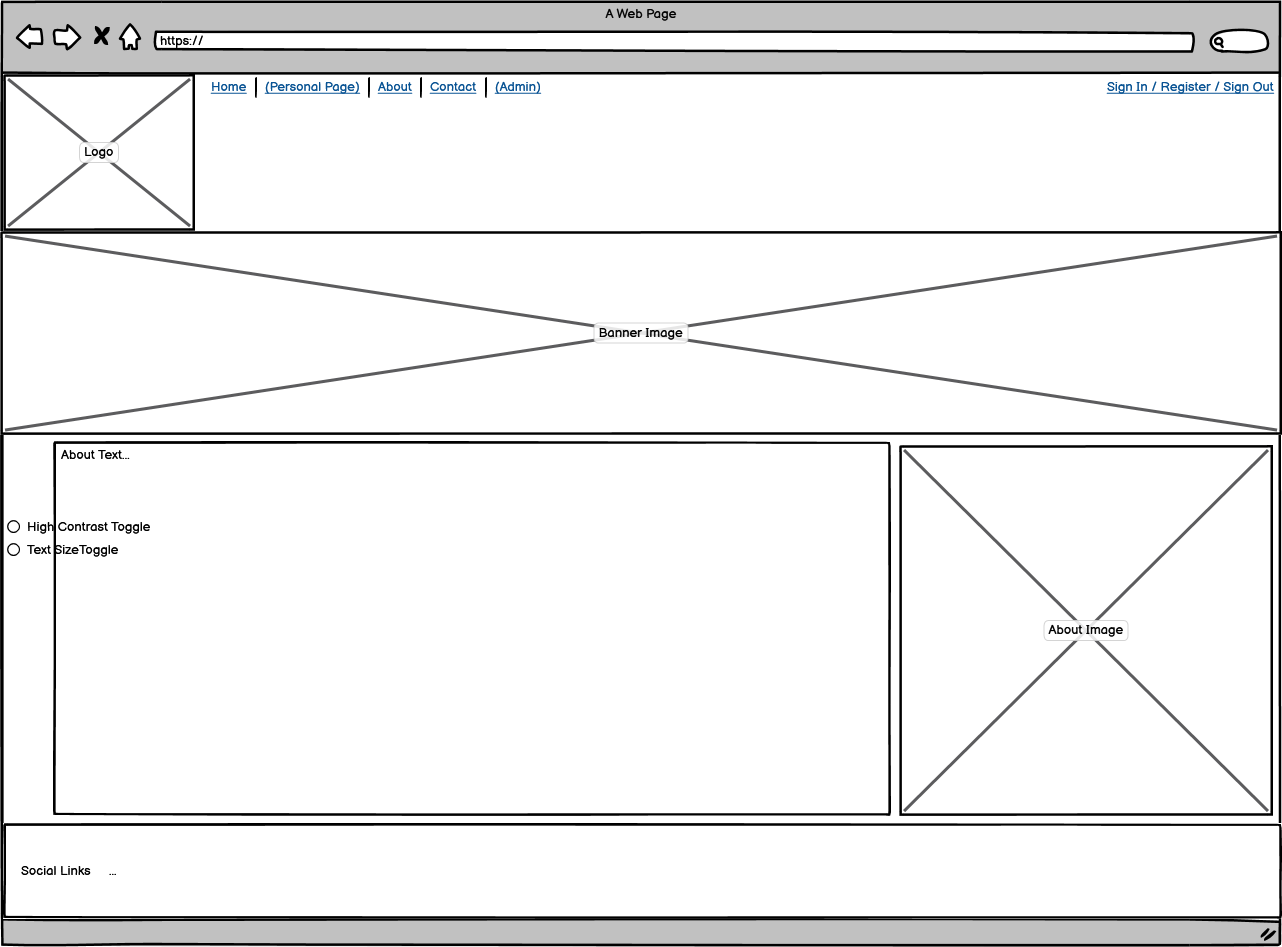 A Web Page
https://
Home (Personal Page) About Contact (Admin) Sign In / Register / Sign Out
Logo
Banner Image
About Text...
High Contrast Toggle
Text SizeToggle
About Image
Social Links ...